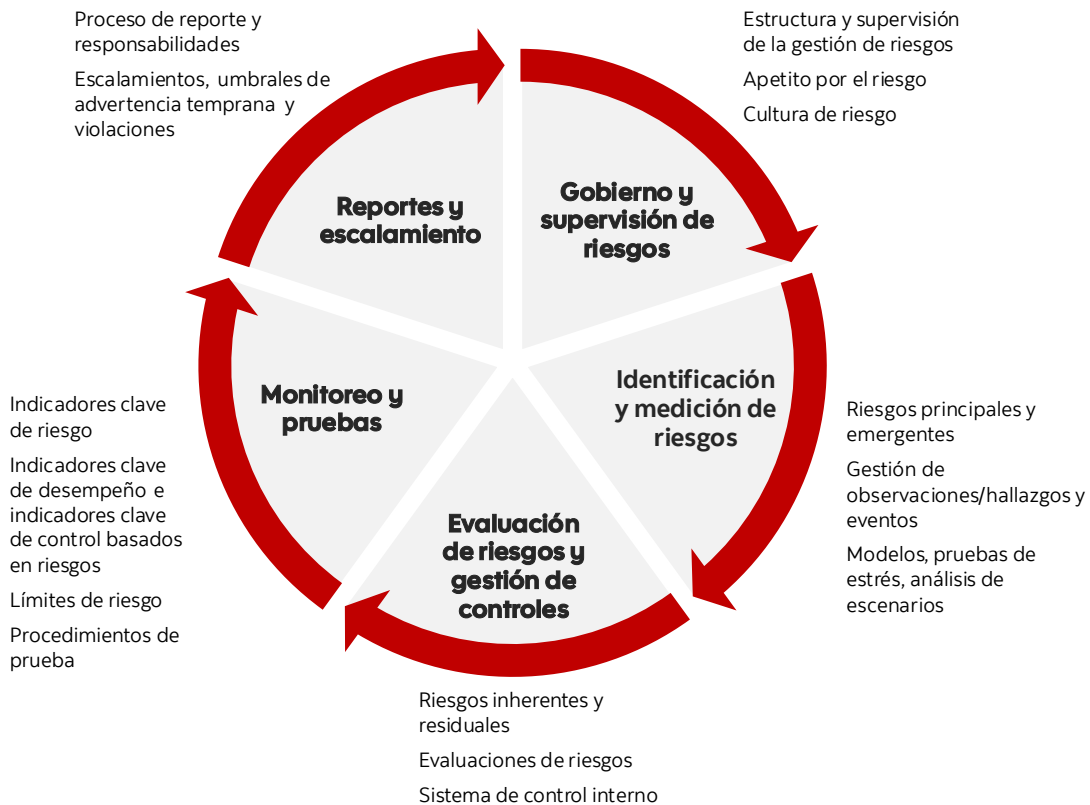 Proceso de reporte y
responsabilidades
Escalamientos, umbrales de
advertencia temprana y
violaciones
Estructura y supervisión
de la gestión de riesgos
Apetito por el riesgo
Cultura de riesgo
Reportes y
escalamiento
Gobierno y
supervisión de
riesgos
Identificación
y medición de
riesgos
Riesgos principales y
emergentes
Gestión de
observaciones/hallazgos y
eventos
Modelos, pruebas de
estrés, análisis de
escenarios
Monitoreo y
pruebas
Indicadores clave
de riesgo
Indicadores clave
de desempeño e
indicadores clave
de control basados
en riesgos
Límites de riesgo
Procedimientos de
prueba
Evaluación
de riesgos y
gestión de
controles
Riesgos inherentes y
residuales
Evaluaciones de riesgos
Sistema de control interno